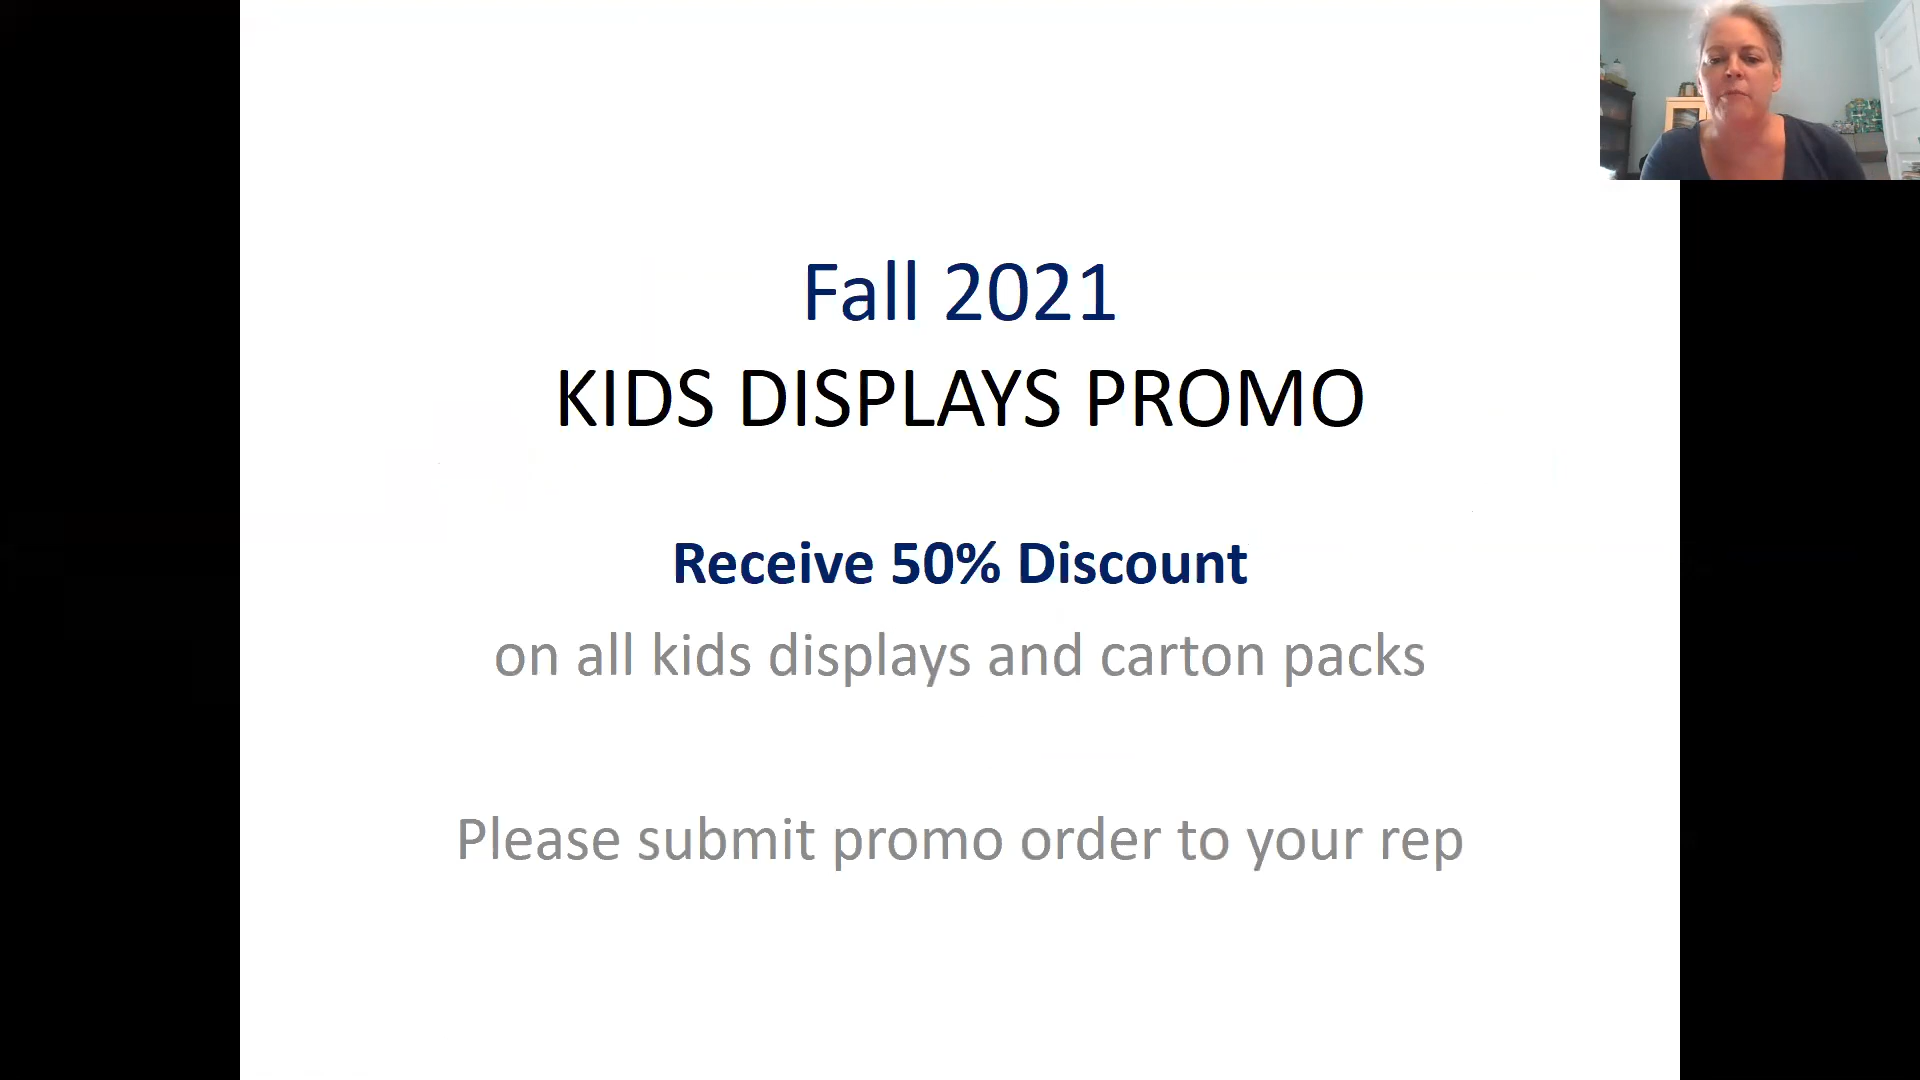 Fall 2021
KIDS DISPLAYS PROMO
Receive 50% Discount
on all kids displays and carton packs
Please submit promo order to your rep